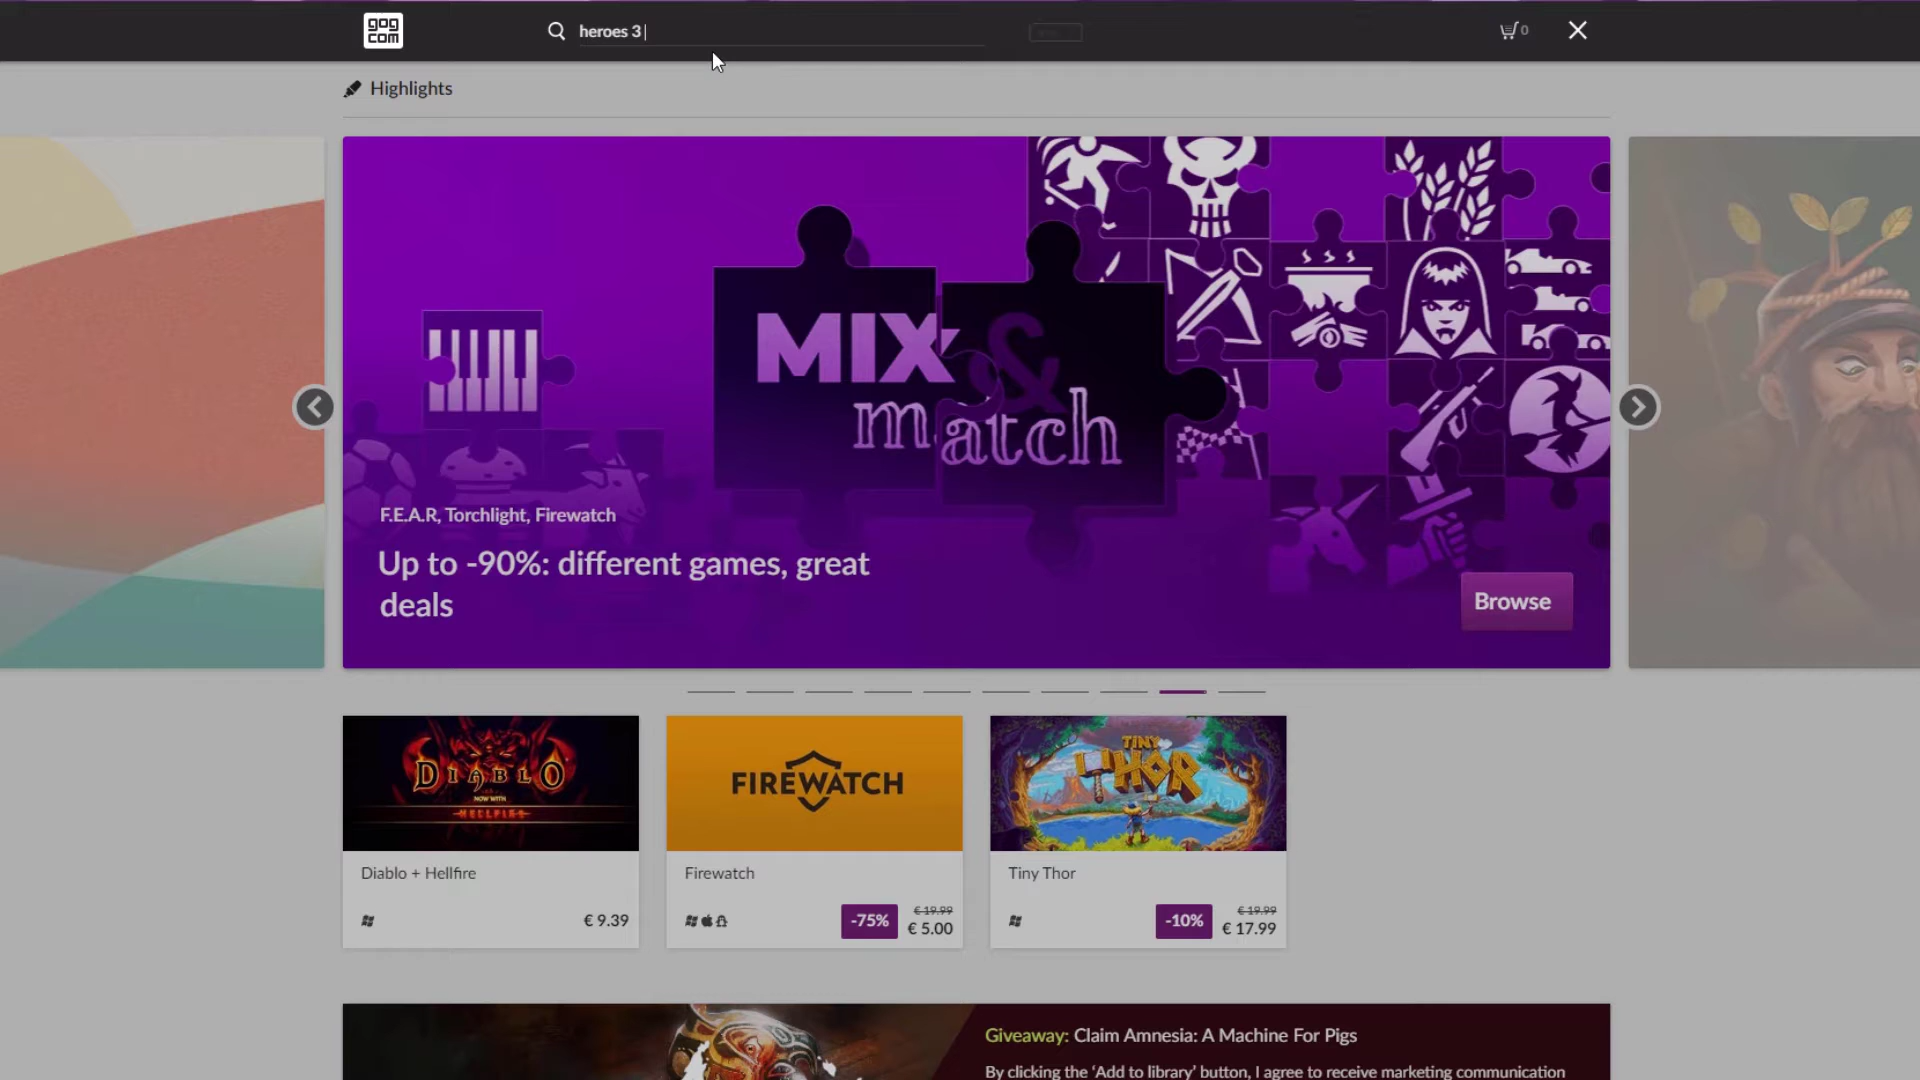 gog
com
heroes 3
0
Highlights
MIX &
match
F.E.A.R, Torchlight, Firewatch
Up to -90%: different games, great
deals
Browse
DIABLO
NOW WITH
HELLFIRE
FIREWATCH
TINY
THOR
Diablo + Hellfire
€ 9.39
Firewatch
-75%
€ 19.99
€ 5.00
Tiny Thor
-10%
€ 19.99
€ 17.99
Giveaway: Claim Amnesia: A Machine For Pigs
By clicking the ‘Add to library’ button, I agree to receive marketing communication